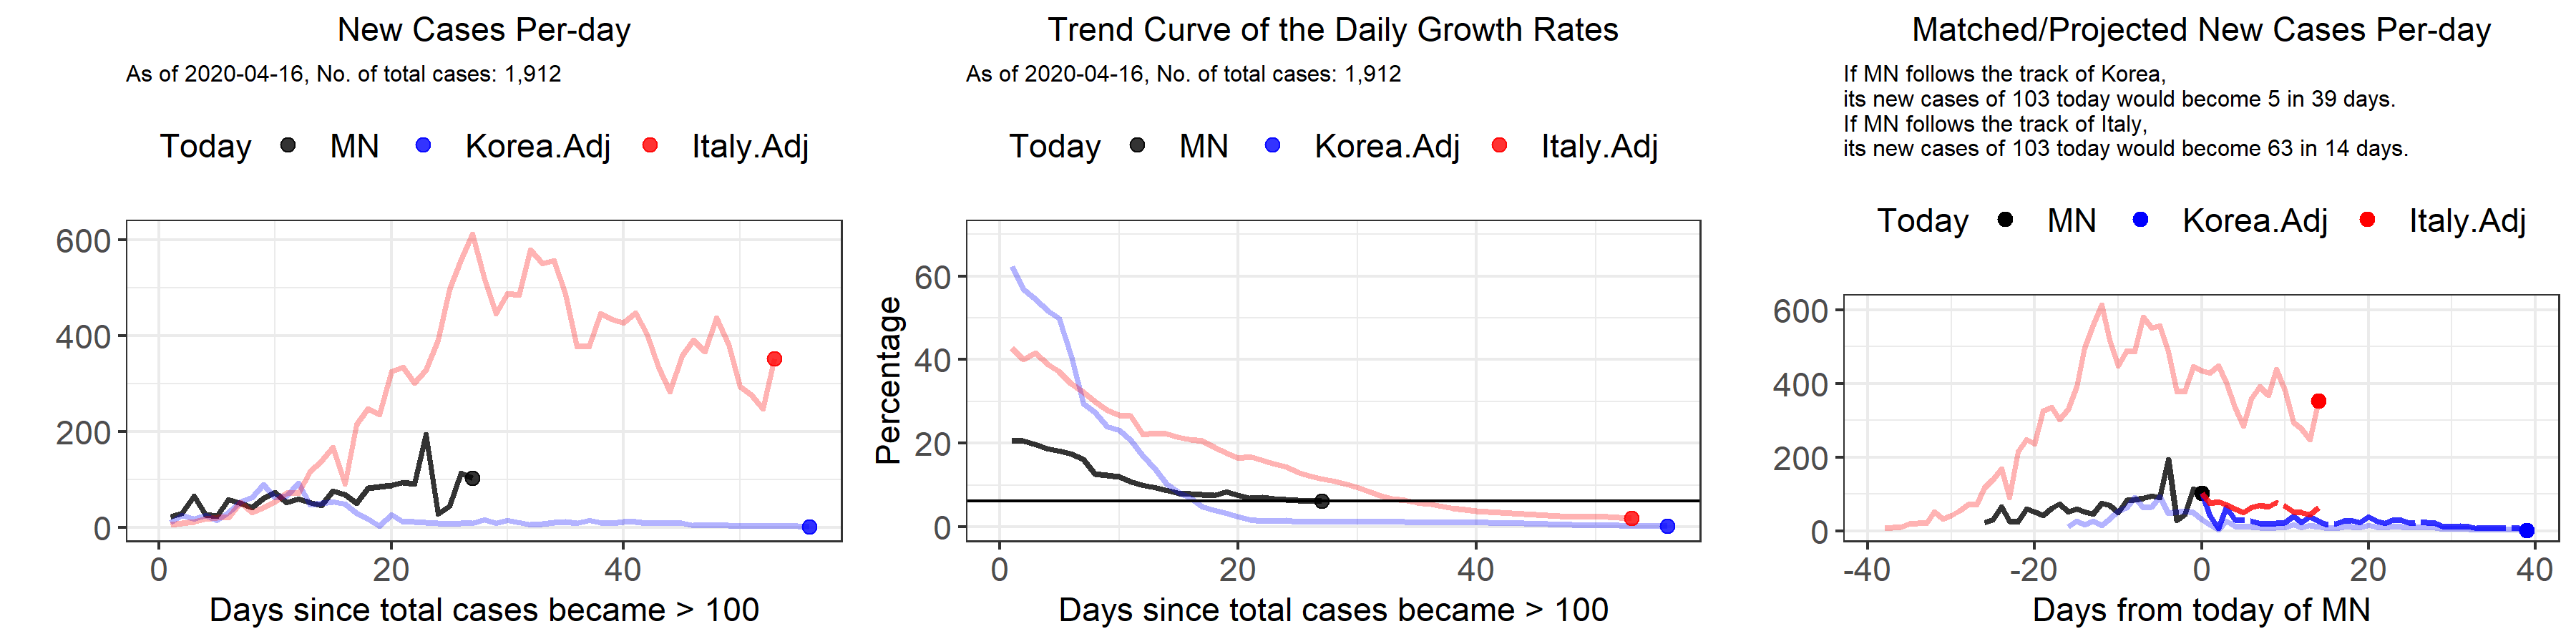 New Cases Per-day
As of 2020-04-16, No. of total cases: 1,912
Today MN Korea.Adj Italy.Adj
600
400
200
0
0 20 40
Days since total cases became > 100
Trend Curve of the Daily Growth Rates
As of 2020-04-16, No. of total cases: 1,912
Today MN Korea.Adj Italy.Adj
Percentage
60
40
20
0
0 20 40
Days since total cases became > 100
Matched/Projected New Cases Per-day
If MN follows the track of Korea,
its new cases of 103 today would become 5 in 39 days.
If MN follows the track of Italy,
its new cases of 103 today would become 63 in 14 days.
Today MN Korea.Adj Italy.Adj
600
400
200
0
-40 -20 0 20 40
Days from today of MN